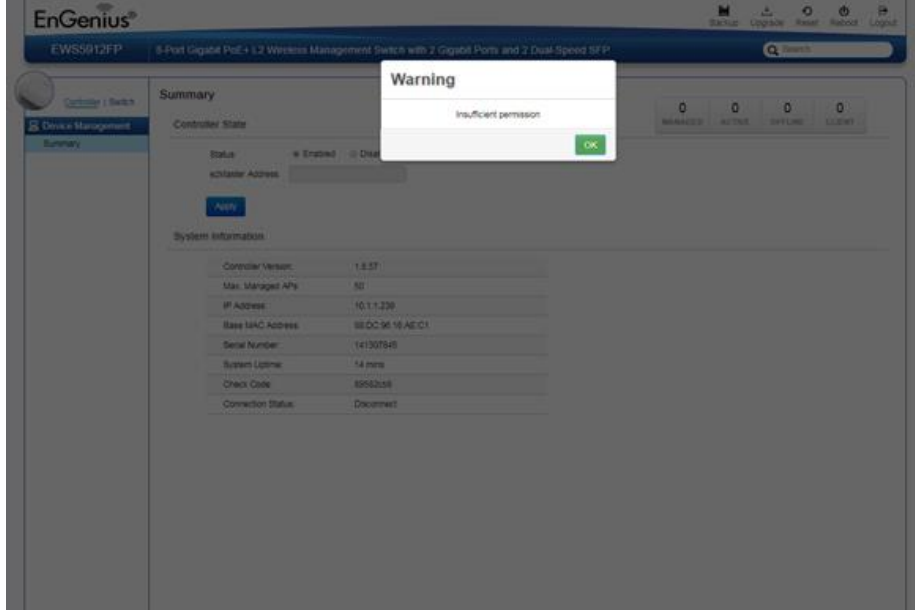 EnGenius®
Backup Upgrade Reset Reboot Logout
EWS5912FP
8-Port Gigabit PoE+ L2 Wireless Management Switch with 2 Gigabit Ports and 2 Dual-Speed SFP
Search
Warning
Insufficient permission
OK
Controller | Switch
Device Management
Summary
Summary
0 0 0 0
MANAGED ACTIVE OFFLINE CLIENT
Controller State
Status
Enabled
Address
Apply
System Information
Controller Version:
Max. Managed APs
50
IP Address:
10.1.1.239
Base MAC Address
Serial Number:
System Uptime:
14 mins
Check Code
Connection Status:
Disconnect